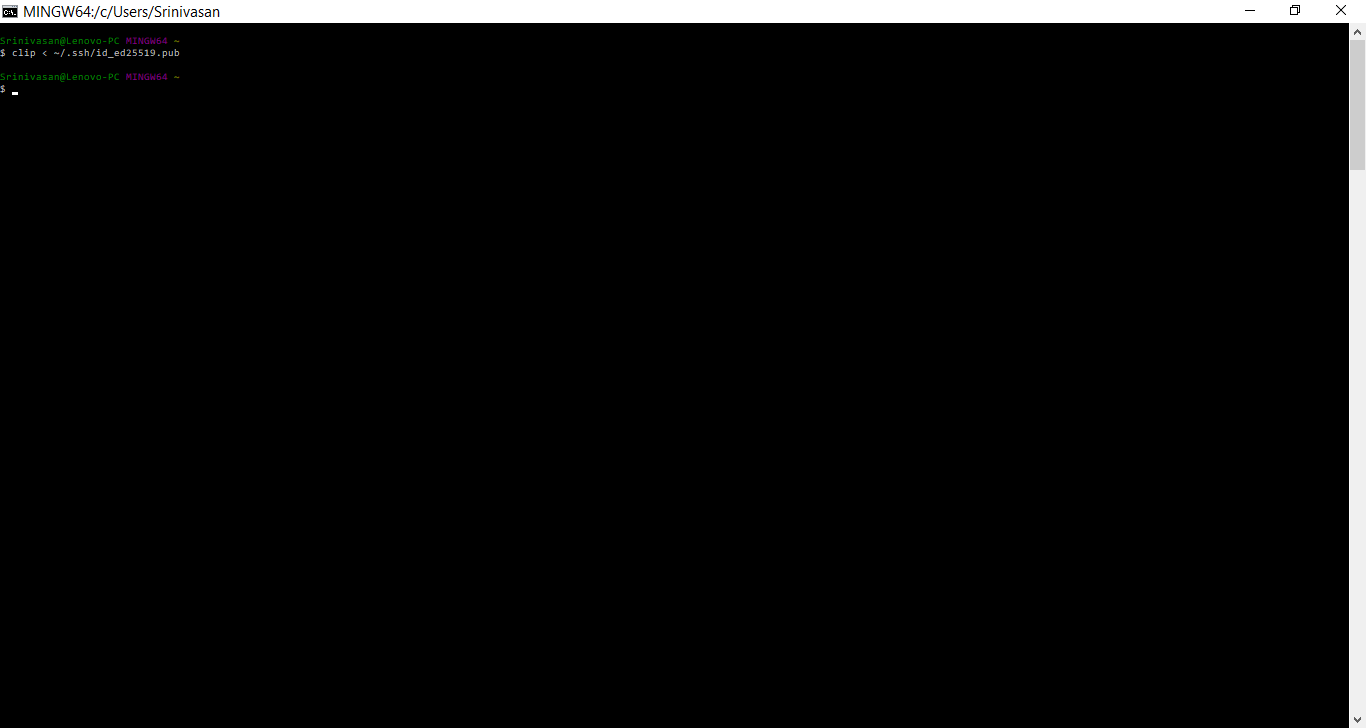 MINGW64:/c/Users/Srinivasan
Srinivasan@Lenovo-PC MINGW64 ~
$ clip < ~/.ssh/id_ed25519.pub
Srinivasan@Lenovo-PC MINGW64 ~
$